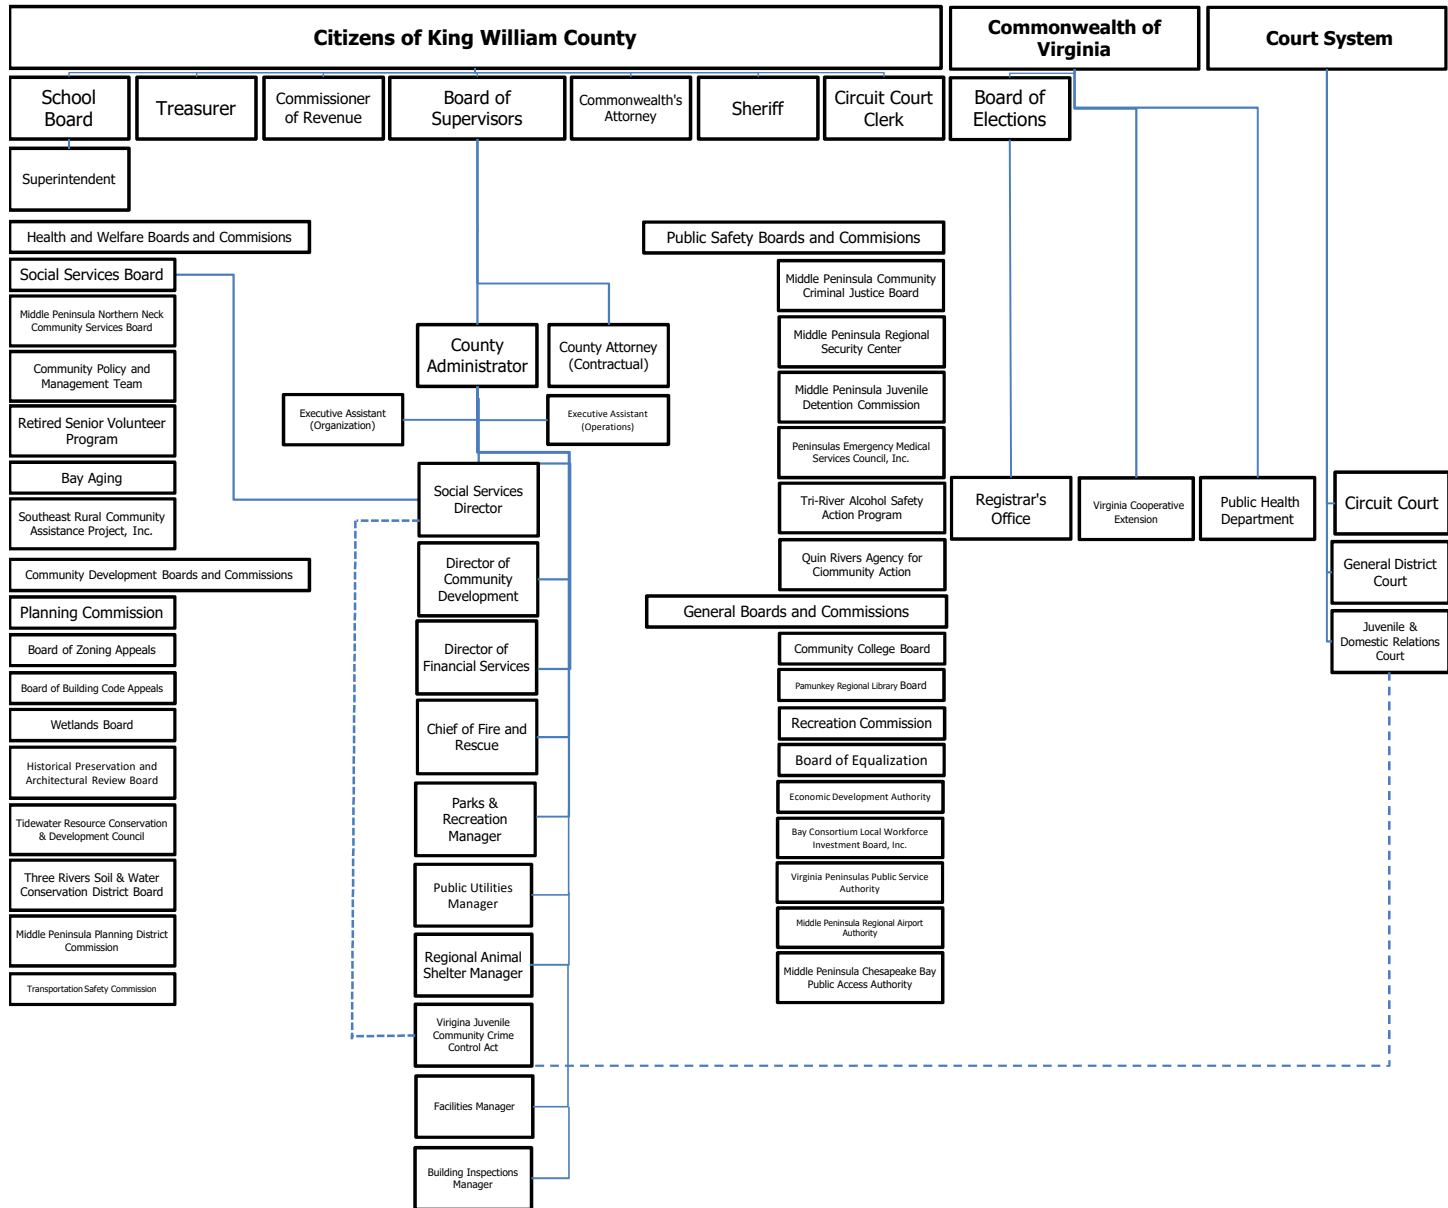 Citizens of King William County
Commonwealth of
Virginia
Court System
School
Board
Treasurer
Commissioner
of Revenue
Board of
Supervisors
Commonwealth's
Attorney
Sheriff
Circuit Court
Clerk
Board of
Elections
Superintendent
Health and Welfare Boards and Commisions
Social Services Board
Middle Peninsula Northern Neck
Community Services Board
Community Policy and
Management Team
Retired Senior Volunteer
Program
Bay Aging
Southeast Rural Community
Assistance Project, Inc.
Community Development Boards and Commissions
Planning Commission
Board of Zoning Appeals
Board of Building Code Appeals
Wetlands Board
Historical Preservation and
Architectural Review Board
Tidewater Resource Conservation
& Development Council
Three Rivers Soil & Water
Conservation District Board
Middle Peninsula Planning District
Commission
Transportation Safety Commission
County
Administrator
County Attorney
(Contractual)
Executive Assistant
(Organization)
Executive Assistant
(Operations)
Social Services
Director
Director of
Community
Development
Director of
Financial Services
Chief of Fire and
Rescue
Parks &
Recreation
Manager
Public Utilities
Manager
Regional Animal
Shelter Manager
Virigina Juvenile
Community Crime
Control Act
Facilities Manager
Building Inspections
Manager
Public Safety Boards and Commisions
Middle Peninsula Community
Criminal Justice Board
Middle Peninsula Regional
Security Center
Middle Peninsula Juvenile
Detention Commission
Peninsulas Emergency Medical
Services Council, Inc.
Tri-River Alcohol Safety
Action Program
Quin Rivers Agency for
Ciommunity Action
General Boards and Commissions
Community College Board
Pamunkey Regional Library Board
Recreation Commission
Board of Equalization
Economic Development Authority
Bay Consortium Local Workforce
Investment Board, Inc.
Virginia Peninsulas Public Service
Authority
Middle Peninsula Regional Airport
Authority
Middle Peninsula Chesapeake Bay
Public Access Authority
Registrar's
Office
Virginia Cooperative
Extension
Public Health
Department
Circuit Court
General District
Court
Juvenile &
Domestic Relations
Court